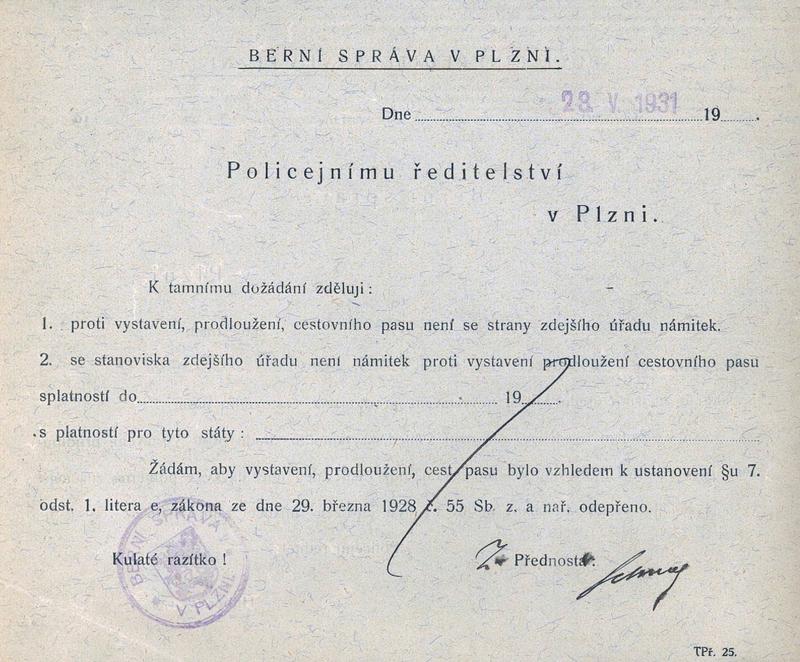 BERNÍ SPRÁVA V PLZNI.
Dne 28. V. 1931 19 .
Policejnímu ředitelství
v Plzni.
K tamnímu dožádání zděluji:
1. proti vystavení, prodloužení, cestovního pasu není se strany zdejšího úřadu námitek.
2. se stanoviska zdejšího úřadu není námitek proti vystavení prodloužení cestovního pasu
splatností do 19 .
s platností pro tyto státy:
Žádám, aby vystavení, prodloužení, cest. pasu bylo vzhledem k ustanovení §u 7.
odst. 1. litera e, zákona ze dne 29. března 1928 č. 55 Sb. z. a nař. odepřeno.
BERNÍ SPRÁVA
V PLZNI
Kulaté razítko! Z. Přednosta:
TPř. 25.